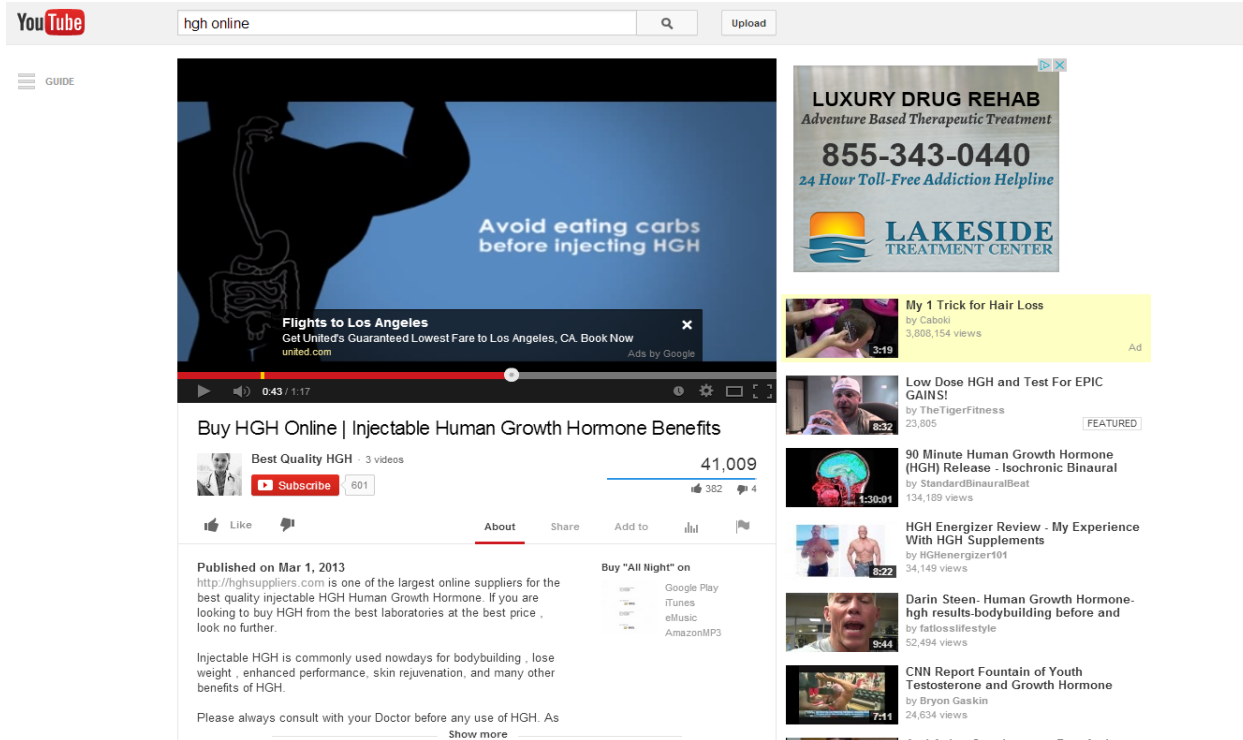 YouTube
hgh online
Upload
GUIDE
Avoid eating carbs
before injecting HGH
Flights to Los Angeles
Get United's Guaranteed Lowest Fare to Los Angeles, CA. Book Now
united.com
Ads by Google
0:43 / 1:17
Buy HGH Online | Injectable Human Growth Hormone Benefits
Best Quality HGH · 3 videos
Subscribe 601
41,009
382 4
Like
About Share Add to
Published on Mar 1, 2013
http://hghsuppliers.com is one of the largest online suppliers for the
best quality injectable HGH Human Growth Hormone. If you are
looking to buy HGH from the best laboratories at the best price ,
look no further.
Injectable HGH is commonly used nowdays for bodybuilding , lose
weight , enhanced performance, skin rejuvenation, and many other
benefits of HGH.
Please always consult with your Doctor before any use of HGH. As
Show more
Buy "All Night" on
Google Play
iTunes
eMusic
AmazonMP3
LUXURY DRUG REHAB
Adventure Based Therapeutic Treatment
855-343-0440
24 Hour Toll-Free Addiction Helpline
LAKESIDE
TREATMENT CENTER
My 1 Trick for Hair Loss
by Caboki
3,808,154 views
Ad
3:19
Low Dose HGH and Test For EPIC
GAINS!
by TheTigerFitness
23,805
FEATURED
8:32
90 Minute Human Growth Hormone
(HGH) Release - Isochronic Binaural
by StandardBinauralBeat
134,189 views
1:30:01
HGH Energizer Review - My Experience
With HGH Supplements
by HGHenergizer101
34,149 views
8:22
Darin Steen- Human Growth Hormone-
hgh results-bodybuilding before and
by fatlosslifestyle
52,494 views
9:44
CNN Report Fountain of Youth
Testosterone and Growth Hormone
by Bryon Gaskin
24,634 views
7:11